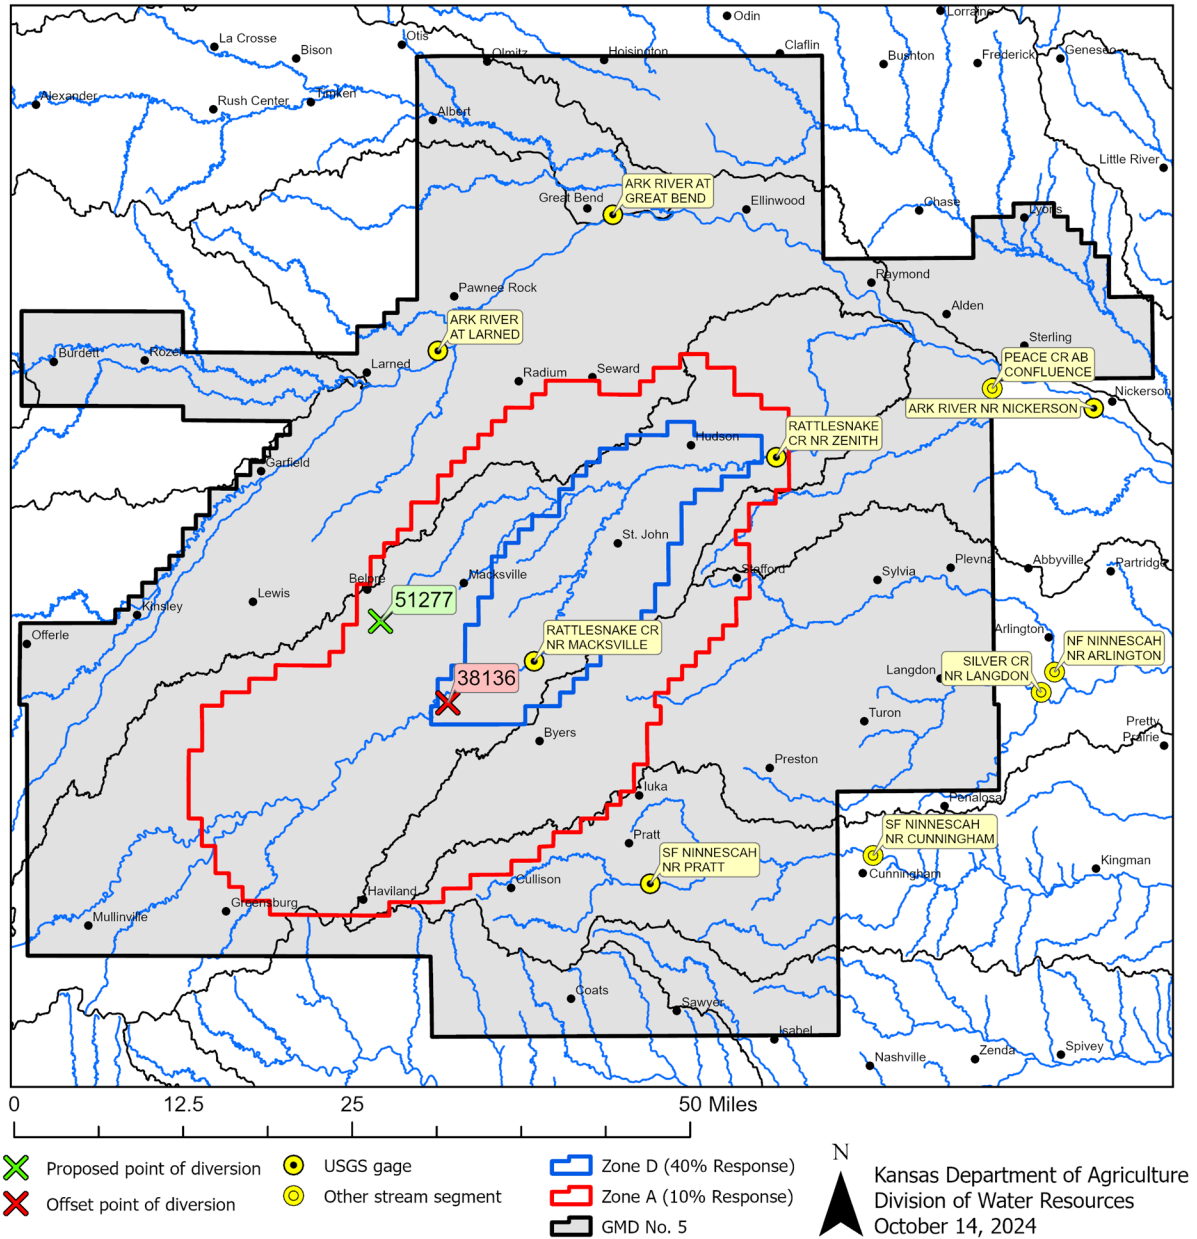 Odin
Lorraine
La Crosse
Otis
Bison
Olmitz
Hoisington
Claflin
Bushton
Frederick
Geneseo
Alexander
Rush Center
Timken
Albert
Little River
ARK RIVER AT
GREAT BEND
Great Bend
Ellinwood
Chase
Lyons
Pawnee Rock
Raymond
Alden
ARK RIVER
AT LARNED
Sterling
Burdett
Rozel
Larned
Radium
Seward
PEACE CR AB
CONFLUENCE
Nickerson
ARK RIVER NR NICKERSON
RATTLESNAKE
CR NR ZENITH
Hudson
Garfield
St. John
Belpre
Macksville
Stafford
Sylvia
Plevna
Abbyville
Partridge
51277
Lewis
Kinsley
Offerle
RATTLESNAKE CR
NR MACKSVILLE
Arlington
NF NINNESCAH
NR ARLINGTON
SILVER CR
NR LANGDON
Langdon
38136
Turon
Byers
Pretty
Prairie
Preston
Iuka
Penalosa
SF NINNESCAH
NR CUNNINGHAM
Pratt
SF NINNESCAH
NR PRATT
Kingman
Cunningham
Cullison
Haviland
Greensburg
Mullinville
Coats
Sawyer
Isabel
Nashville
Zenda
Spivey
0 12.5 25 50 Miles
Proposed point of diversion
Offset point of diversion
USGS gage
Other stream segment
Zone D (40% Response)
Zone A (10% Response)
GMD No. 5
N
Kansas Department of Agriculture
Division of Water Resources
October 14, 2024